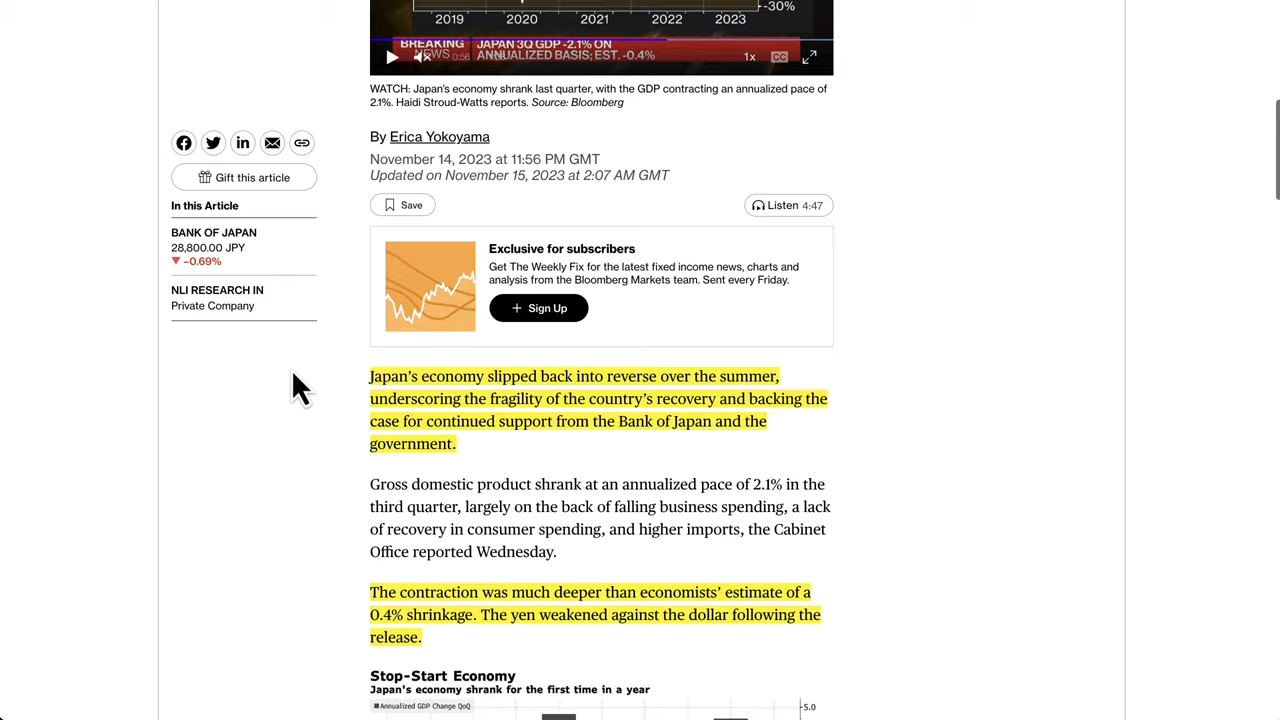 -30%
2019 2020 2021 2022 2023
BREAKING JAPAN 3Q GDP -2.1% ON
NEWS 0:56 ANNUALIZED BASIS; EST. -0.4% 1x CC
WATCH: Japan's economy shrank last quarter, with the GDP contracting an annualized pace of
2.1%. Haidi Stroud-Watts reports. Source: Bloomberg
By Erica Yokoyama
November 14, 2023 at 11:56 PM GMT
Updated on November 15, 2023 at 2:07 AM GMT
Gift this article
Save
Listen 4:47
In this Article
BANK OF JAPAN
28,800.00 JPY
▼ −0.69%
NLI RESEARCH IN
Private Company
Exclusive for subscribers
Get The Weekly Fix for the latest fixed income news, charts and
analysis from the Bloomberg Markets team. Sent every Friday.
+ Sign Up
Japan's economy slipped back into reverse over the summer,
underscoring the fragility of the country's recovery and backing the
case for continued support from the Bank of Japan and the
government.
Gross domestic product shrank at an annualized pace of 2.1% in the
third quarter, largely on the back of falling business spending, a lack
of recovery in consumer spending, and higher imports, the Cabinet
Office reported Wednesday.
The contraction was much deeper than economists' estimate of a
0.4% shrinkage. The yen weakened against the dollar following the
release.
Stop-Start Economy
Japan's economy shrank for the first time in a year
Annualized GDP Change QoQ
5.0